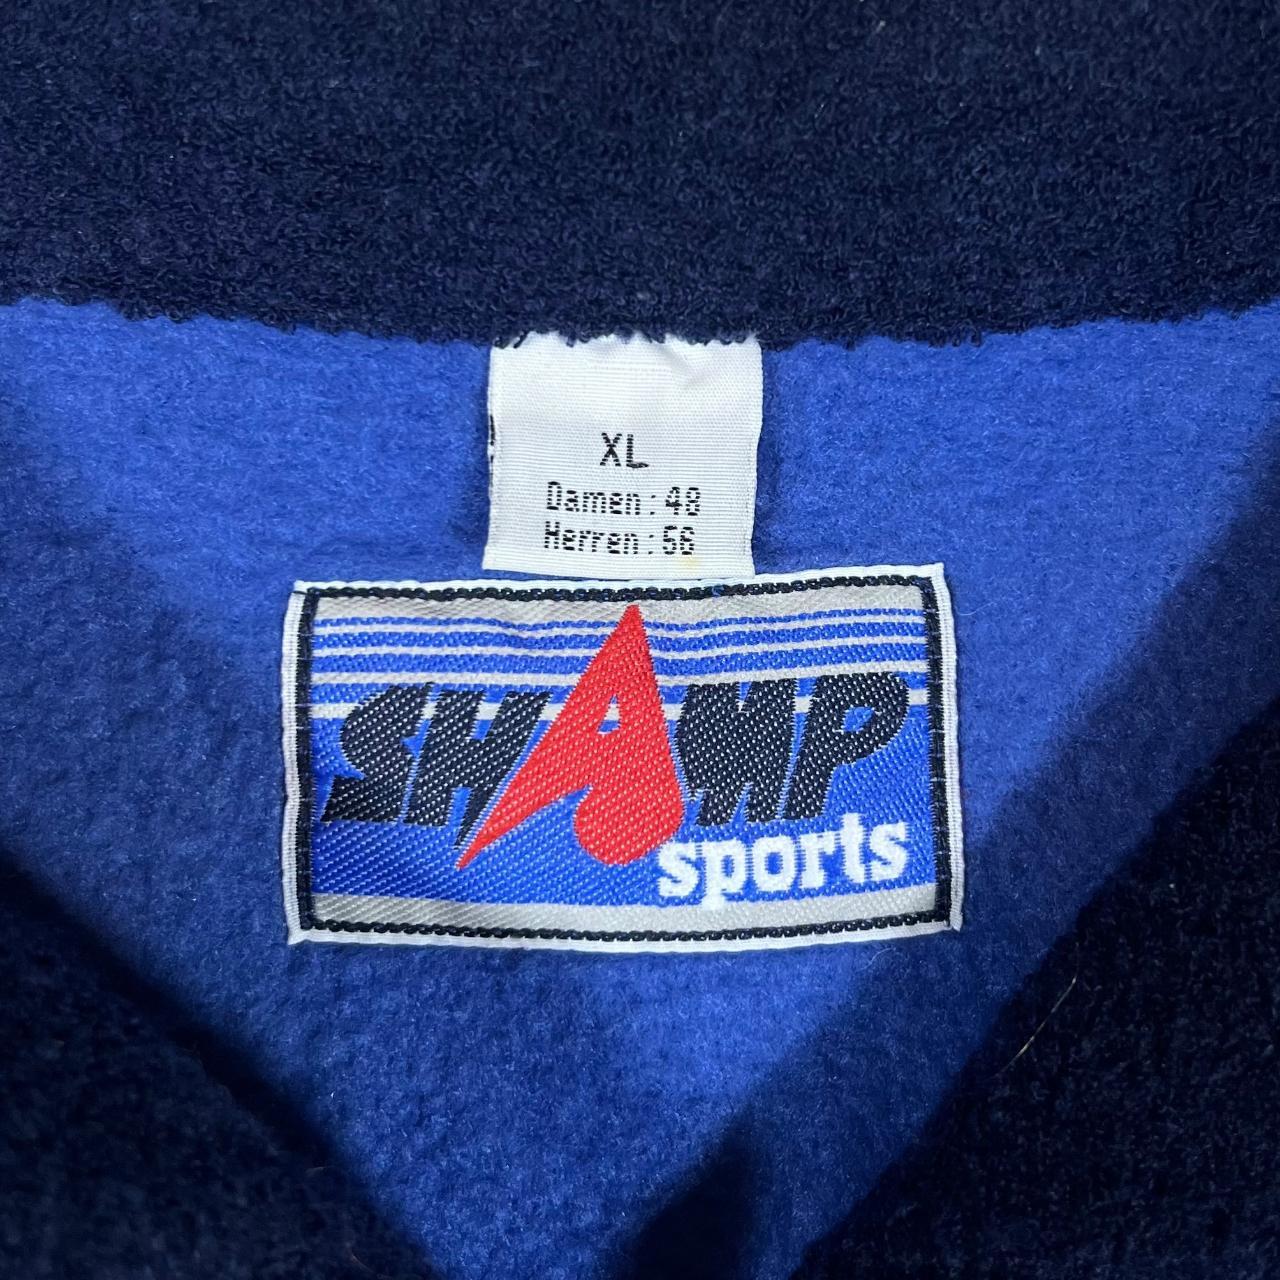 XL
Damen: 48
Herren: 56
SHAMP
sports